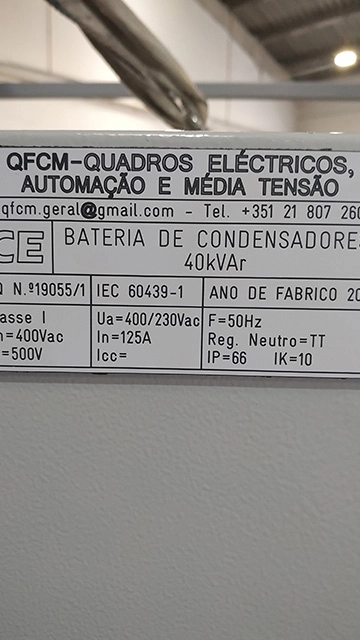 QFCM-QUADROS ELÉCTRICOS,
AUTOMAÇÃO E MÉDIA TENSÃO
qfcm.geral@gmail.com - Tel. +351 21 807 260
CE BATERIA DE CONDENSADORES
40kVAr
Q N.º19055/1 IEC 60439-1 ANO DE FABRICO 20
asse I Ua=400/230Vac F=50Hz
n=400Vac In=125A Reg. Neutro=TT
=500V Icc= IP=66 IK=10